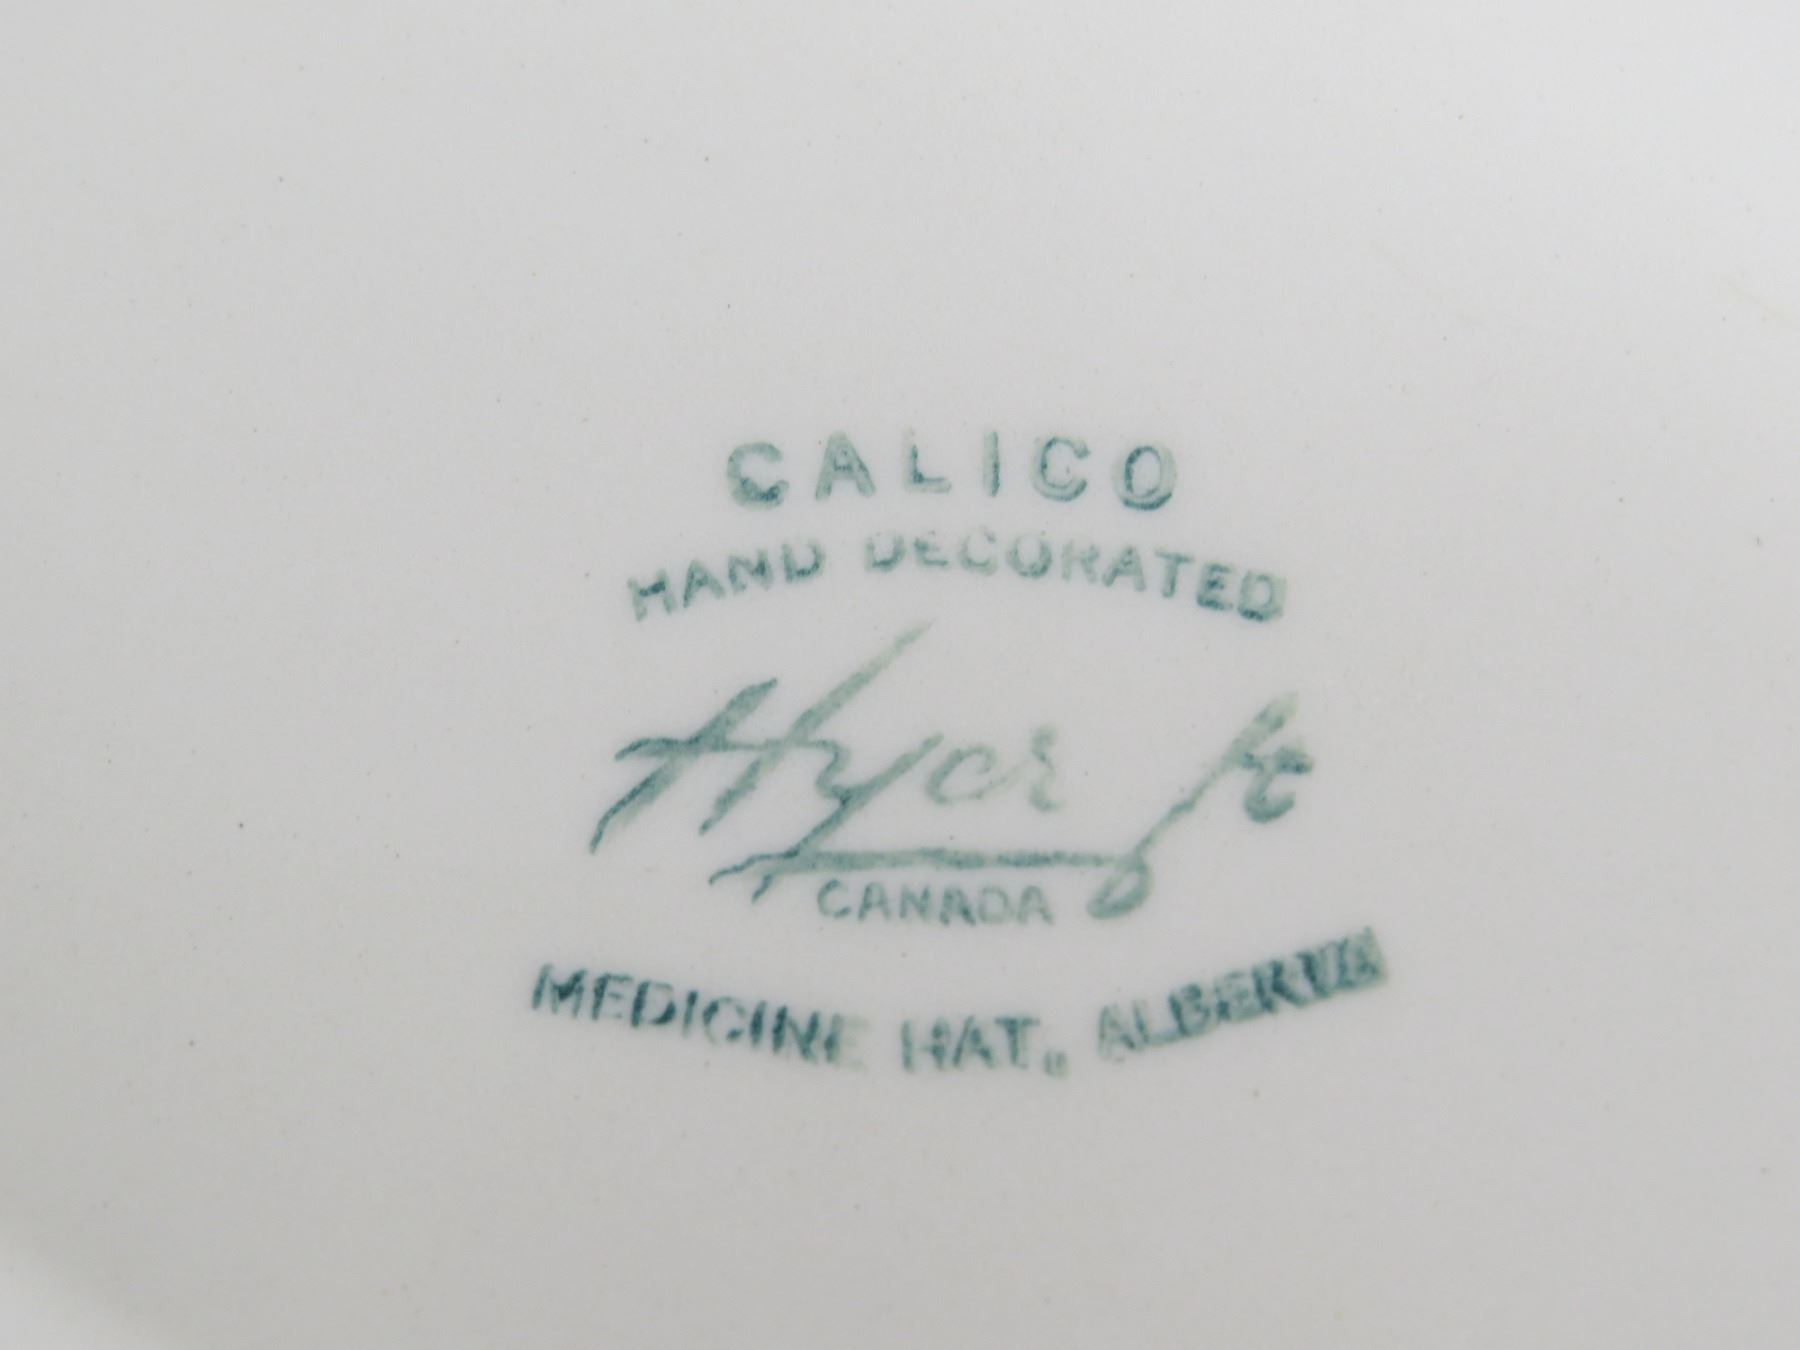 CALICO
HAND DECORATED
Hycroft
CANADA
MEDICINE HAT, ALBERTA